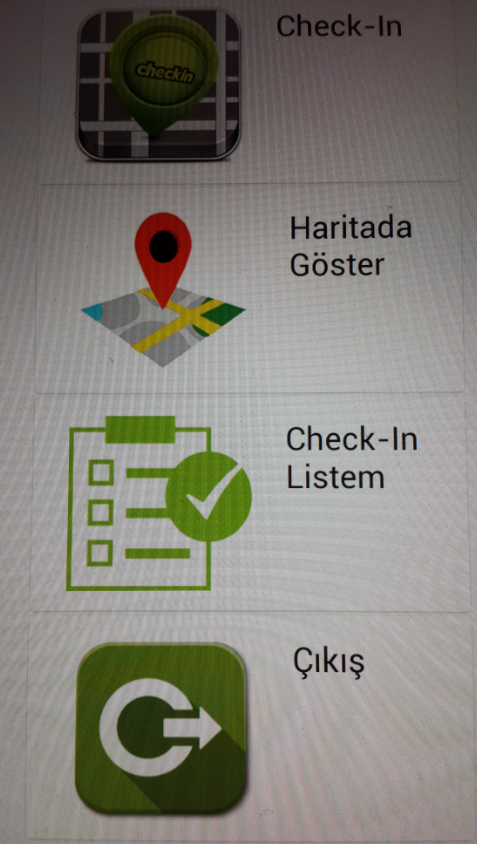 checkin
Check-In
Haritada
Göster
Check-In
Listem
Çıkış